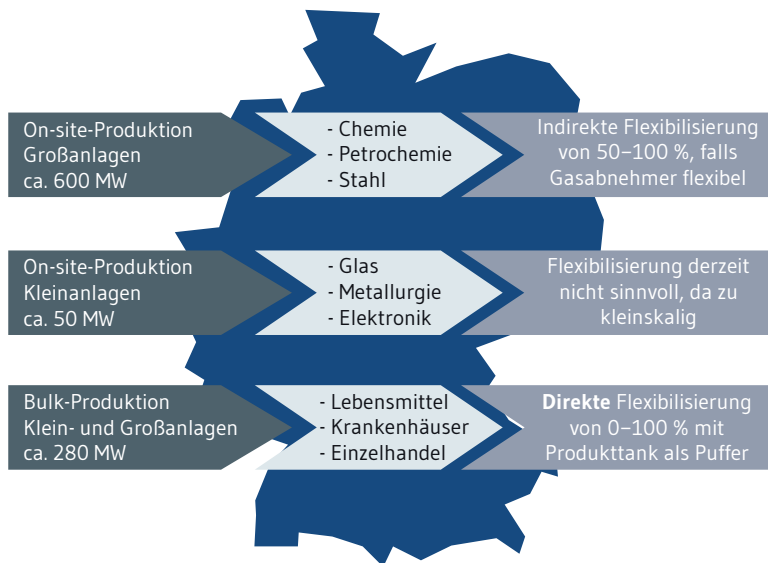 On-site-Produktion
Großanlagen
ca. 600 MW
- Chemie
- Petrochemie
- Stahl
Indirekte Flexibilisierung
von 50–100 %, falls
Gasabnehmer flexibel
On-site-Produktion
Kleinanlagen
ca. 50 MW
- Glas
- Metallurgie
- Elektronik
Flexibilisierung derzeit
nicht sinnvoll, da zu
kleinskalig
Bulk-Produktion
Klein- und Großanlagen
ca. 280 MW
- Lebensmittel
- Krankenhäuser
- Einzelhandel
Direkte Flexibilisierung
von 0–100 % mit
Produkttank als Puffer